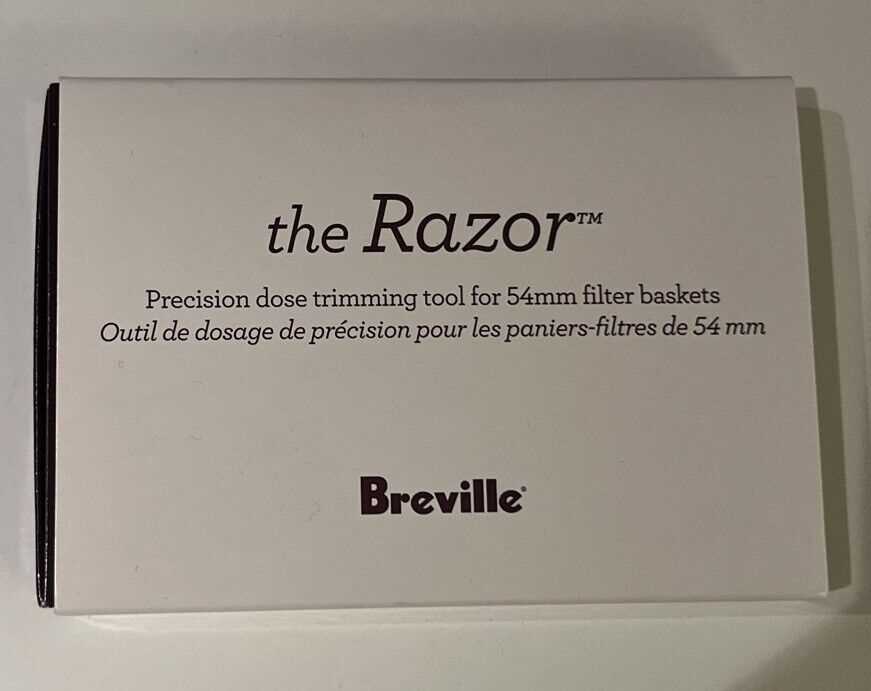 the Razor™
Precision dose trimming tool for 54mm filter baskets
Outil de dosage de précision pour les paniers-filtres de 54 mm
Breville®